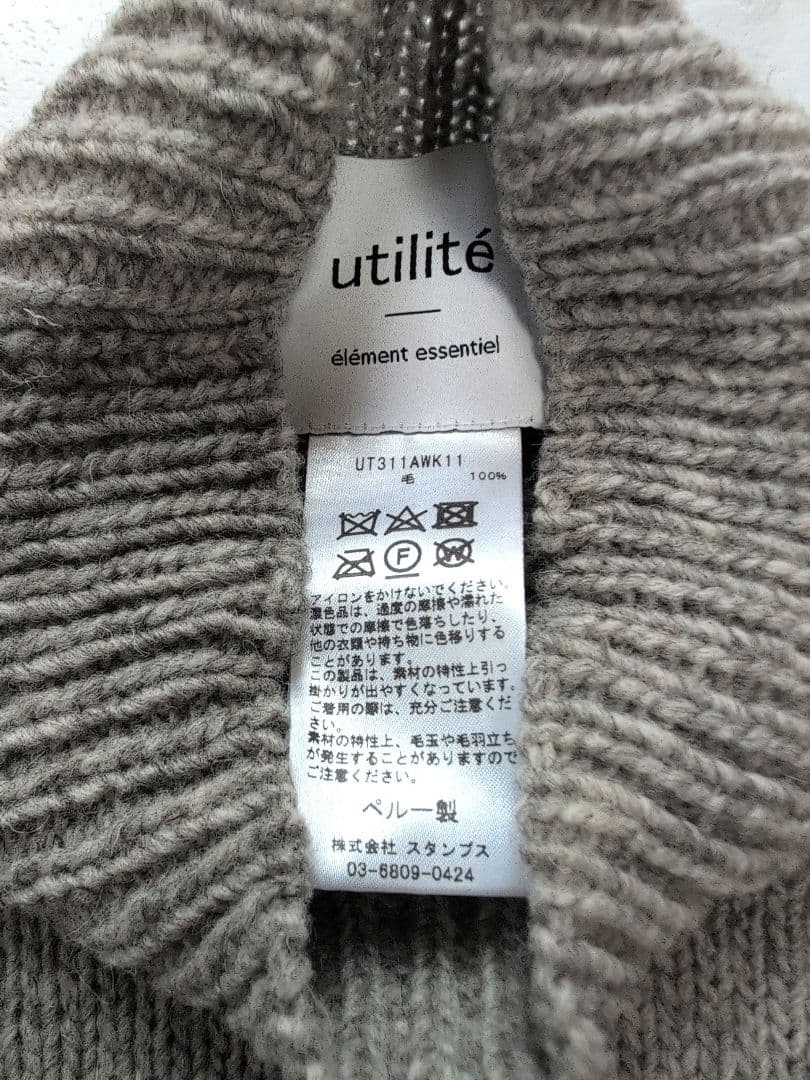 utilité
élément essentiel
UT311AWK11
毛 100%
F
W
アイロンをかけないでください。
濃色品は、過度の摩擦や濡れた
状態での摩擦で色落ちしたり、
他の衣類や持ち物に色移りする
ことがあります。
この製品は、素材の特性上引っ
掛かりが出やすくなっています。
ご着用の際は、充分ご注意くだ
さい。
素材の特性上、毛玉や毛羽立ち
が発生することがありますので
ご注意ください。
ペルー製
株式会社 スタンプス
03-6809-0424